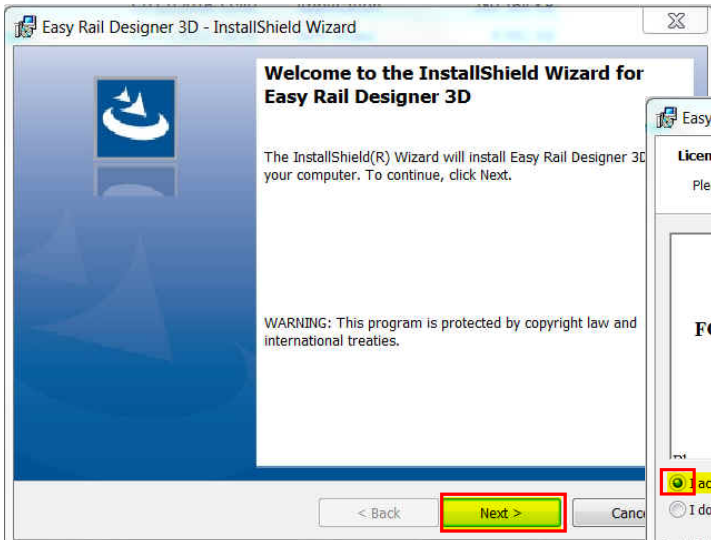 Easy Rail Designer 3D - InstallShield Wizard
Welcome to the InstallShield Wizard for
Easy Rail Designer 3D
The InstallShield(R) Wizard will install Easy Rail Designer 3D
your computer. To continue, click Next.
WARNING: This program is protected by copyright law and
international treaties.
< Back
Next >
Canc
Easy
Licen
Ple
FO
I ac
I do